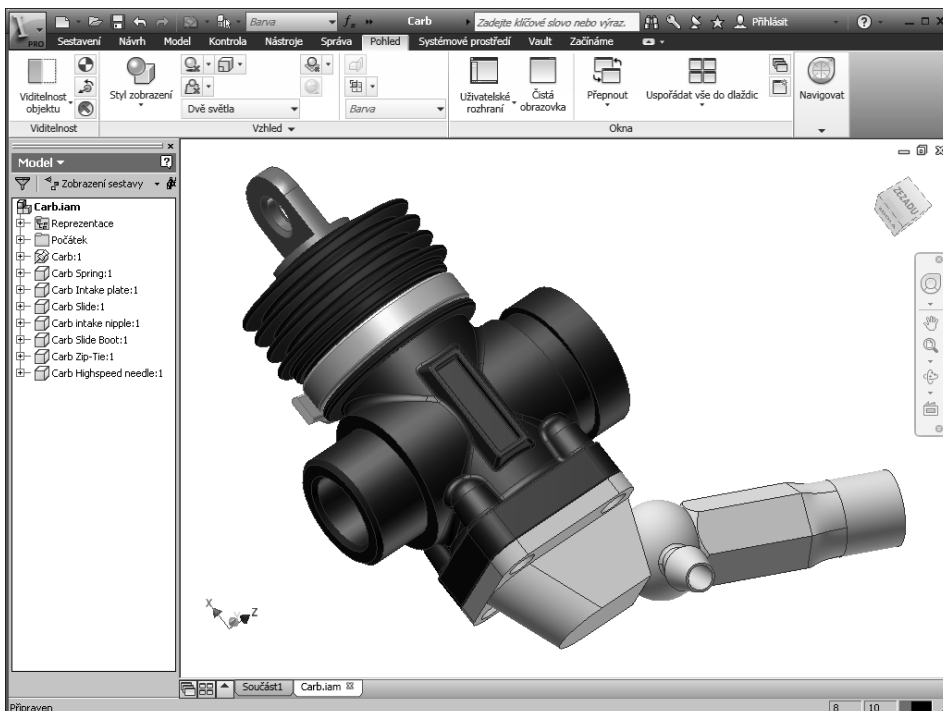 PRO
Barva
Carb
Zadejte klíčové slovo nebo výraz.
Přihlásit
Sestavení Návrh Model Kontrola Nástroje Správa Pohled Systémové prostředí Vault Začínáme
Viditelnost objektu
Styl zobrazení
Dvě světla
Barva
Uživatelské rozhraní
Čistá obrazovka
Přepnout
Uspořádat vše do dlaždic
Navigovat
Viditelnost Vzhled Okna
Model
Zobrazení sestavy
Carb.iam
Reprezentace
Počátek
Carb:1
Carb Spring:1
Carb Intake plate:1
Carb Slide:1
Carb intake nipple:1
Carb Slide Boot:1
Carb Zip-Tie:1
Carb Highspeed needle:1
ZEZADU
X
Z
Součást1 Carb.iam
Připraven 8 10